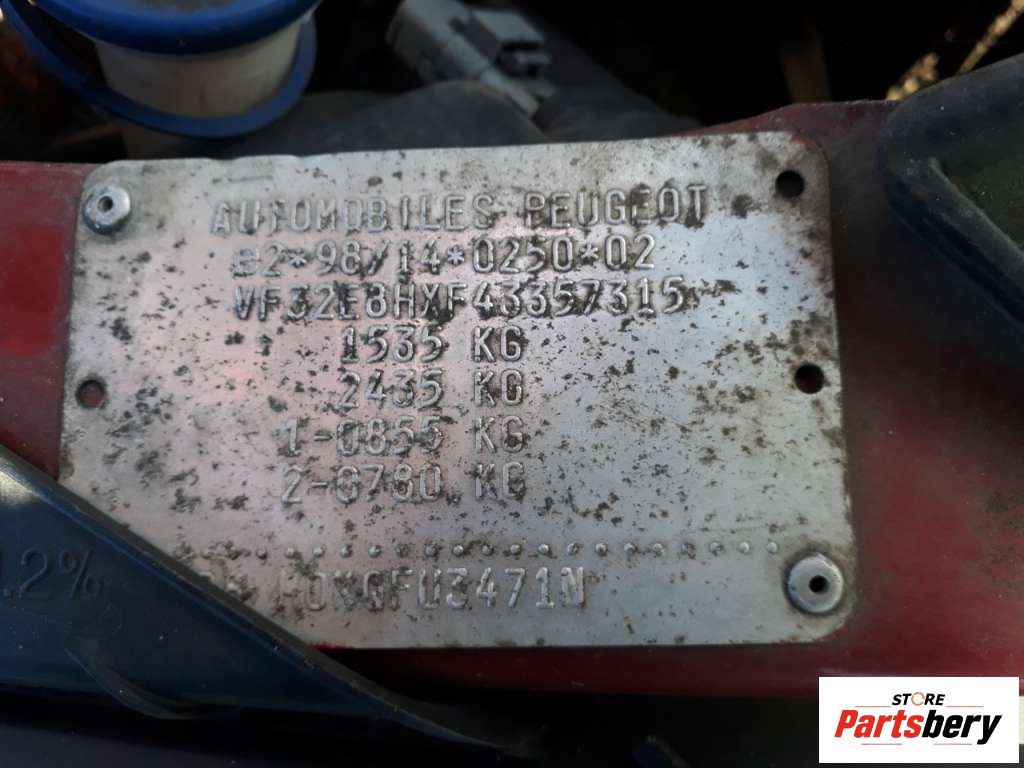 AUTOMOBILES PEUGEOT
e2*98/14*0250*02
VF32E8HXF43357315
1535 KG
2435 KG
1-0855 KG
2-0780 KG
.2%
STORE
Partsbery